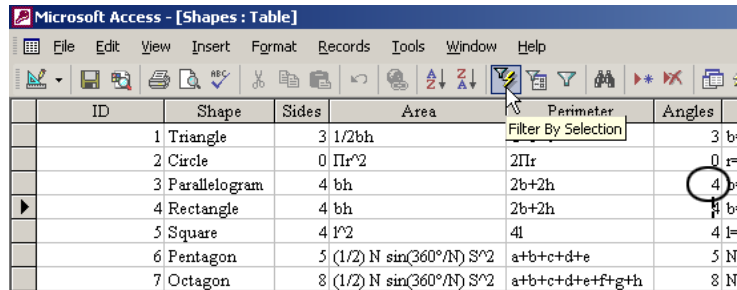 Microsoft Access - [Shapes : Table]
File Edit View Insert Format Records Tools Window Help
ID Shape Sides Area Perimeter Angles
Filter By Selection
1 Triangle 3 1/2bh 3
2 Circle 0 Πr^2 2Πr 0 r=
3 Parallelogram 4 bh 2b+2h 4
4 Rectangle 4 bh 2b+2h 4
5 Square 4 l^2 4l 4 l=
6 Pentagon 5 (1/2) N sin(360°/N) S^2 a+b+c+d+e 5 N
7 Octagon 8 (1/2) N sin(360°/N) S^2 a+b+c+d+e+f+g+h 8 N